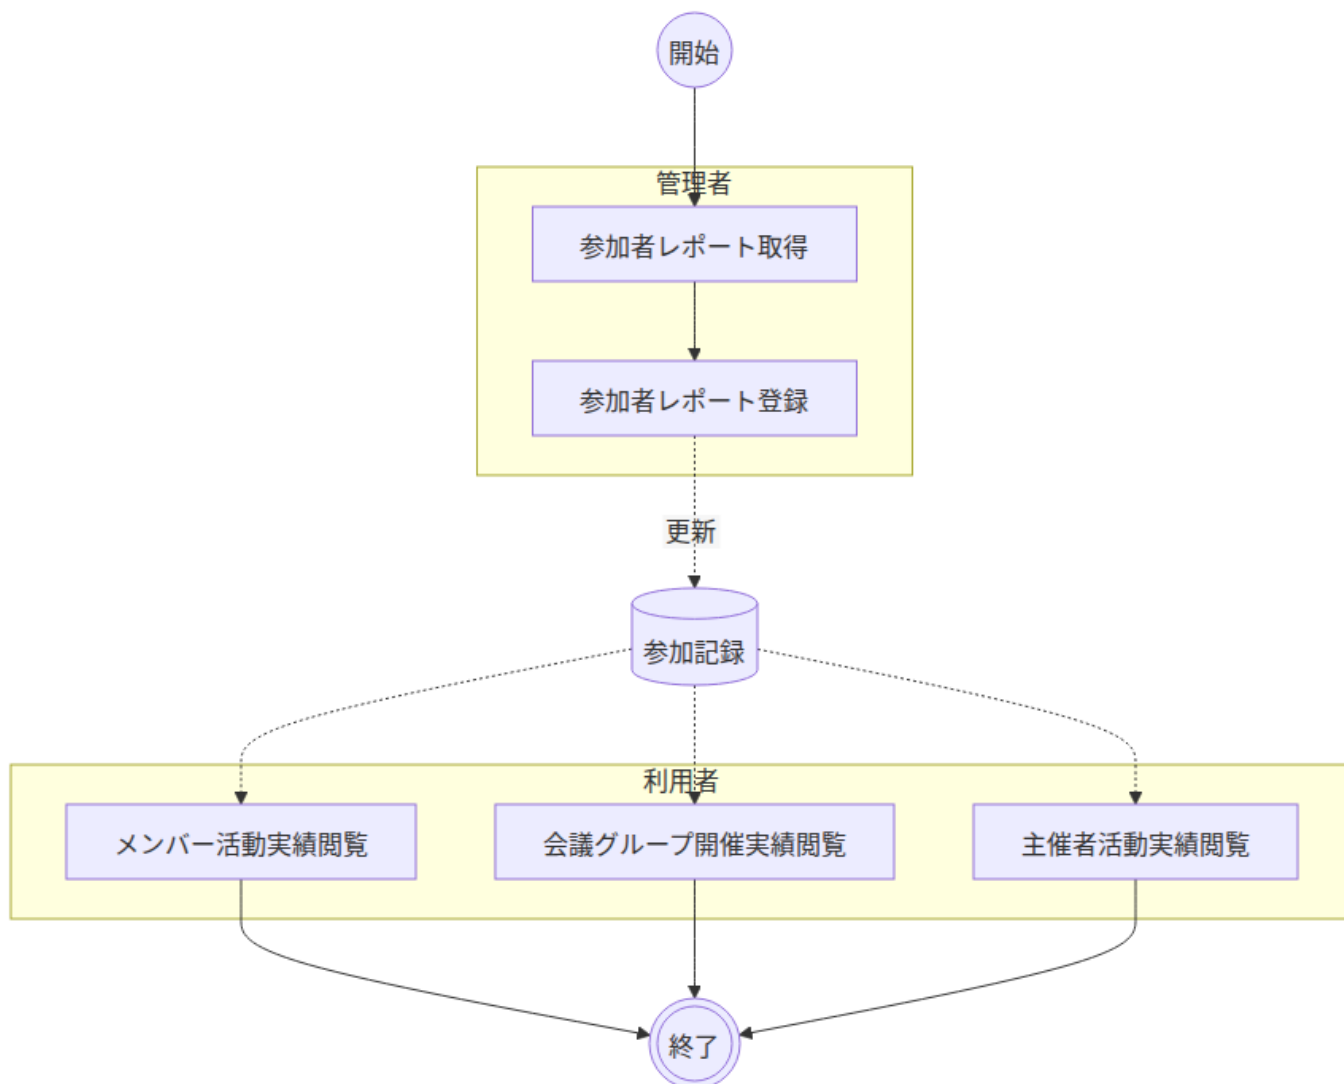 開始
管理者
参加者レポート取得
参加者レポート登録
更新
参加記録
利用者
メンバー活動実績閲覧
会議グループ開催実績閲覧
主催者活動実績閲覧
終了